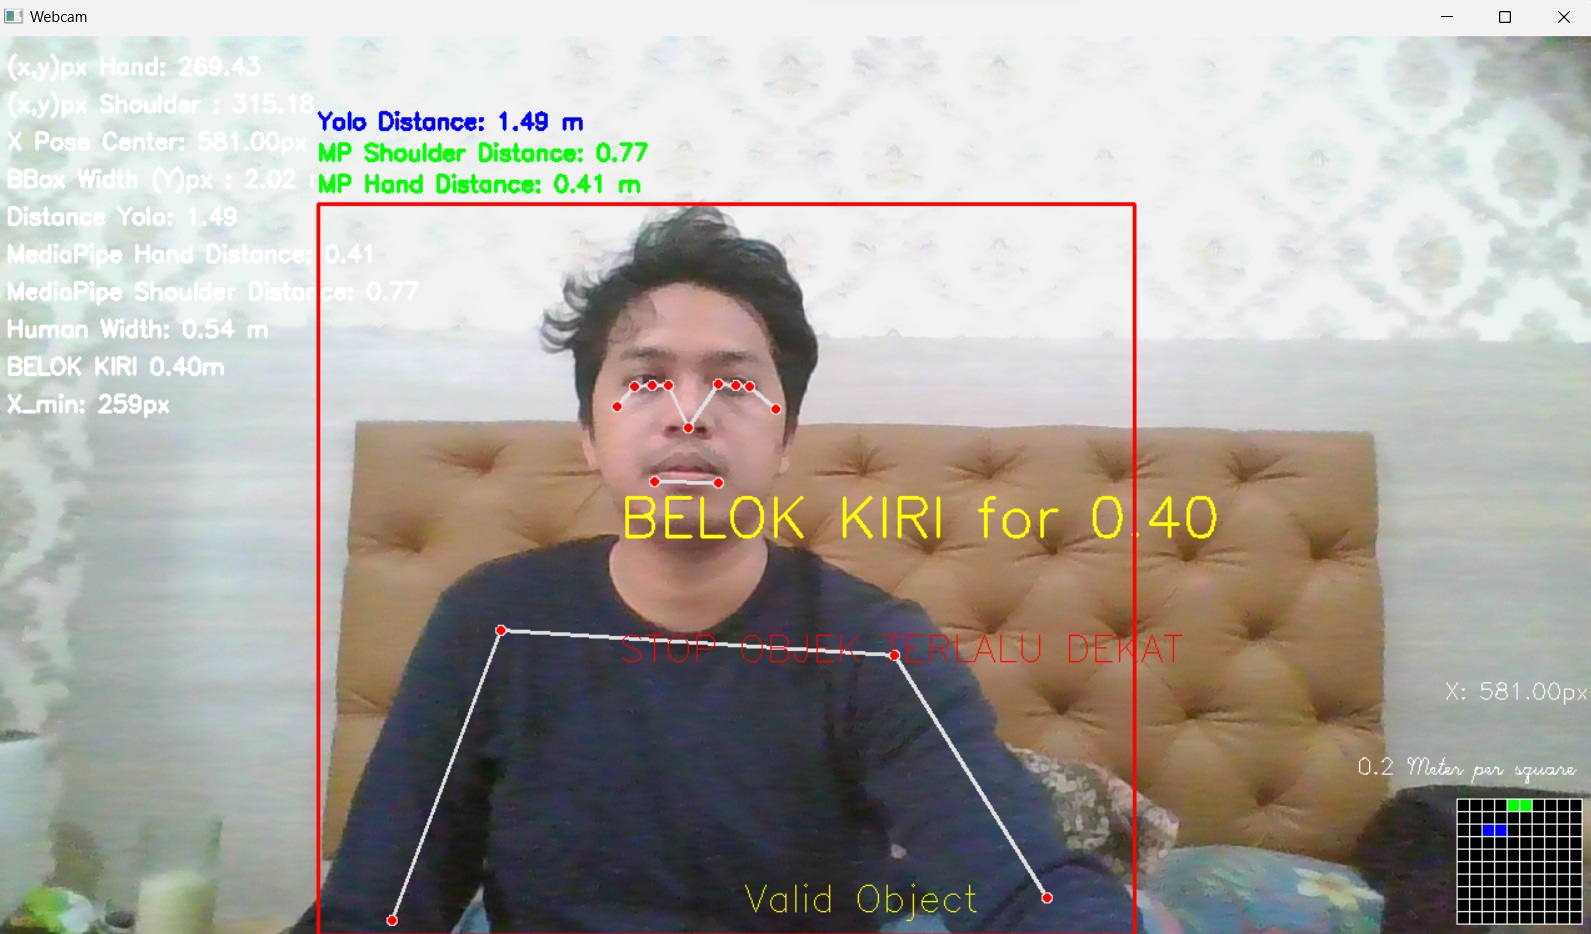 Webcam
(x,y)px Hand: 269.43
(x,y)px Shoulder : 315.18
X Pose Center: 581.00px
BBox Width (Y)px : 2.02
Distance Yolo: 1.49
MediaPipe Hand Distance: 0.41
MediaPipe Shoulder Distance: 0.77
Human Width: 0.54 m
BELOK KIRI 0.40m
X_min: 259px
Yolo Distance: 1.49 m
MP Shoulder Distance: 0.77
MP Hand Distance: 0.41 m
BELOK KIRI for 0.40
STOP OBJEK TERLALU DEKAT
X: 581.00px
0.2 Meter per square
Valid Object